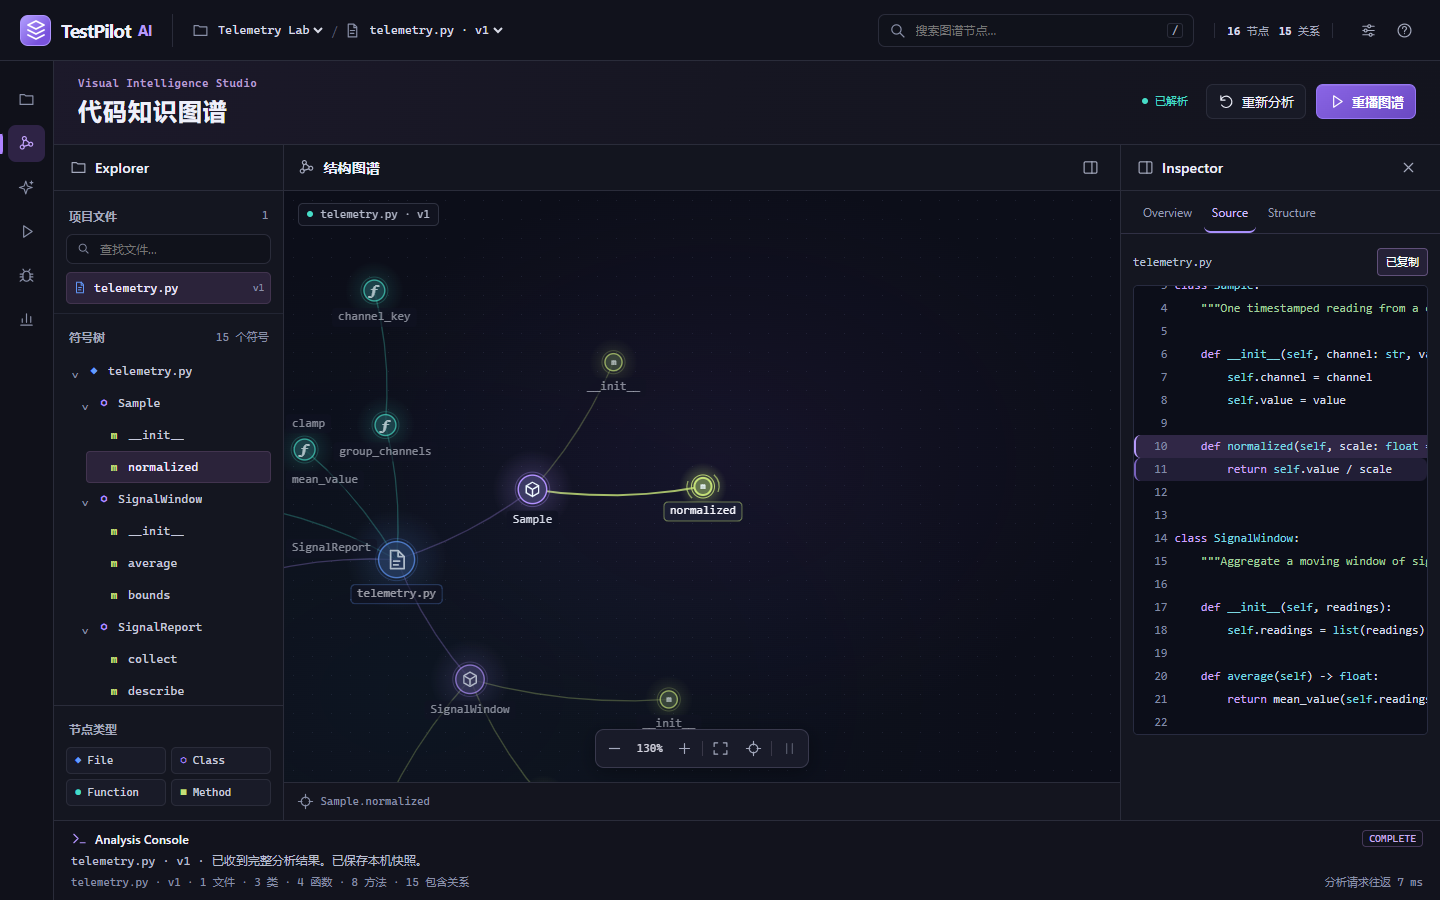 TestPilot AI
Telemetry Lab
/
telemetry.py · v1
搜索图谱节点...
/
16 节点 15 关系
Visual Intelligence Studio
代码知识图谱
已解析
重新分析
重播图谱
Explorer
项目文件 1
查找文件...
telemetry.py v1
符号树 15 个符号
telemetry.py
Sample
m __init__
m normalized
SignalWindow
m __init__
m average
m bounds
SignalReport
m collect
m describe
节点类型
File
Class
Function
Method
结构图谱
telemetry.py · v1
channel_key
__init__
clamp
group_channels
mean_value
normalized
Sample
SignalReport
telemetry.py
SignalWindow
__init__
130%
Sample.normalized
Inspector
Overview Source Structure
telemetry.py
已复制
3 class Sample:
4 """One timestamped reading from a
5
6 def __init__(self, channel: str, va
7 self.channel = channel
8 self.value = value
9
10 def normalized(self, scale: float =
11 return self.value / scale
12
13
14 class SignalWindow:
15 """Aggregate a moving window of sig
16
17 def __init__(self, readings):
18 self.readings = list(readings)
19
20 def average(self) -> float:
21 return mean_value(self.readings
22
Analysis Console
COMPLETE
telemetry.py · v1 · 已收到完整分析结果。已保存本机快照。
telemetry.py · v1 · 1 文件 · 3 类 · 4 函数 · 8 方法 · 15 包含关系
分析请求往返 7 ms